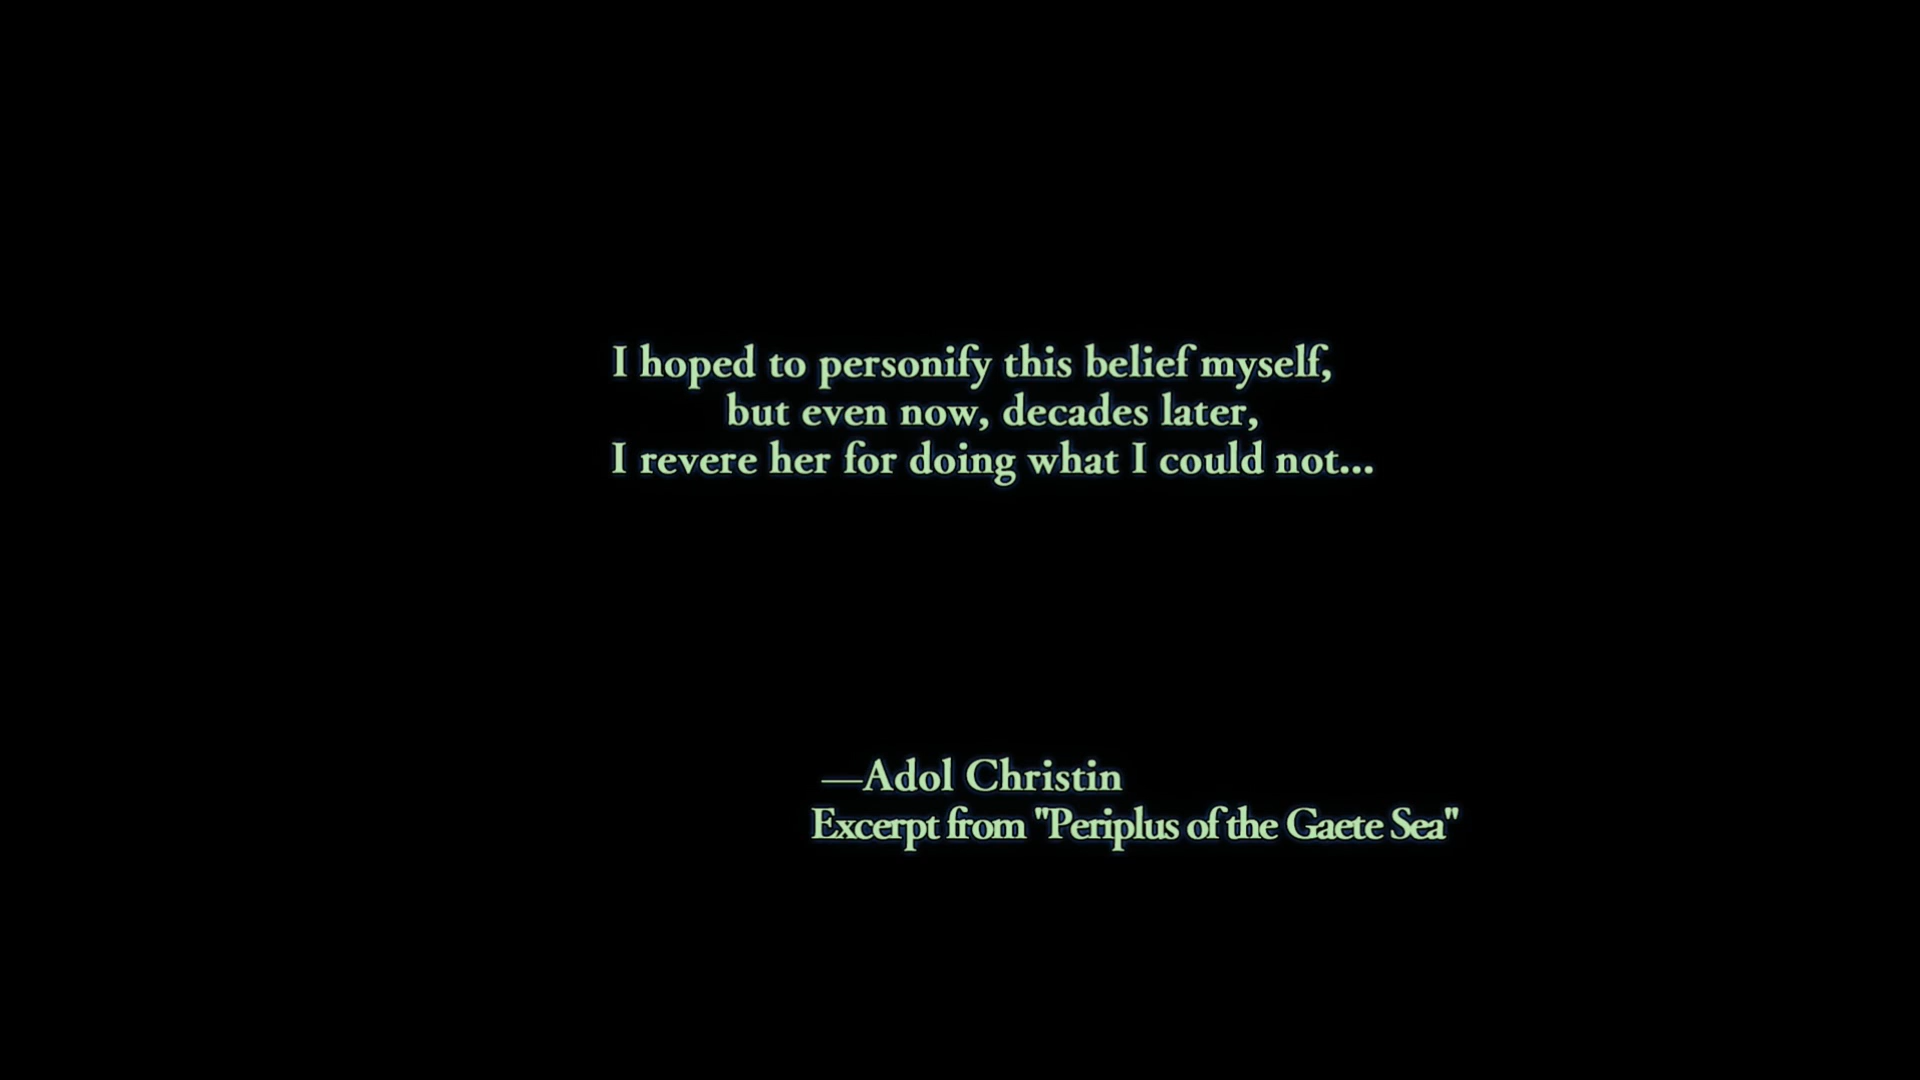 I hoped to personify this belief myself,
but even now, decades later,
I revere her for doing what I could not...
—Adol Christin
Excerpt from "Periplus of the Gaete Sea"